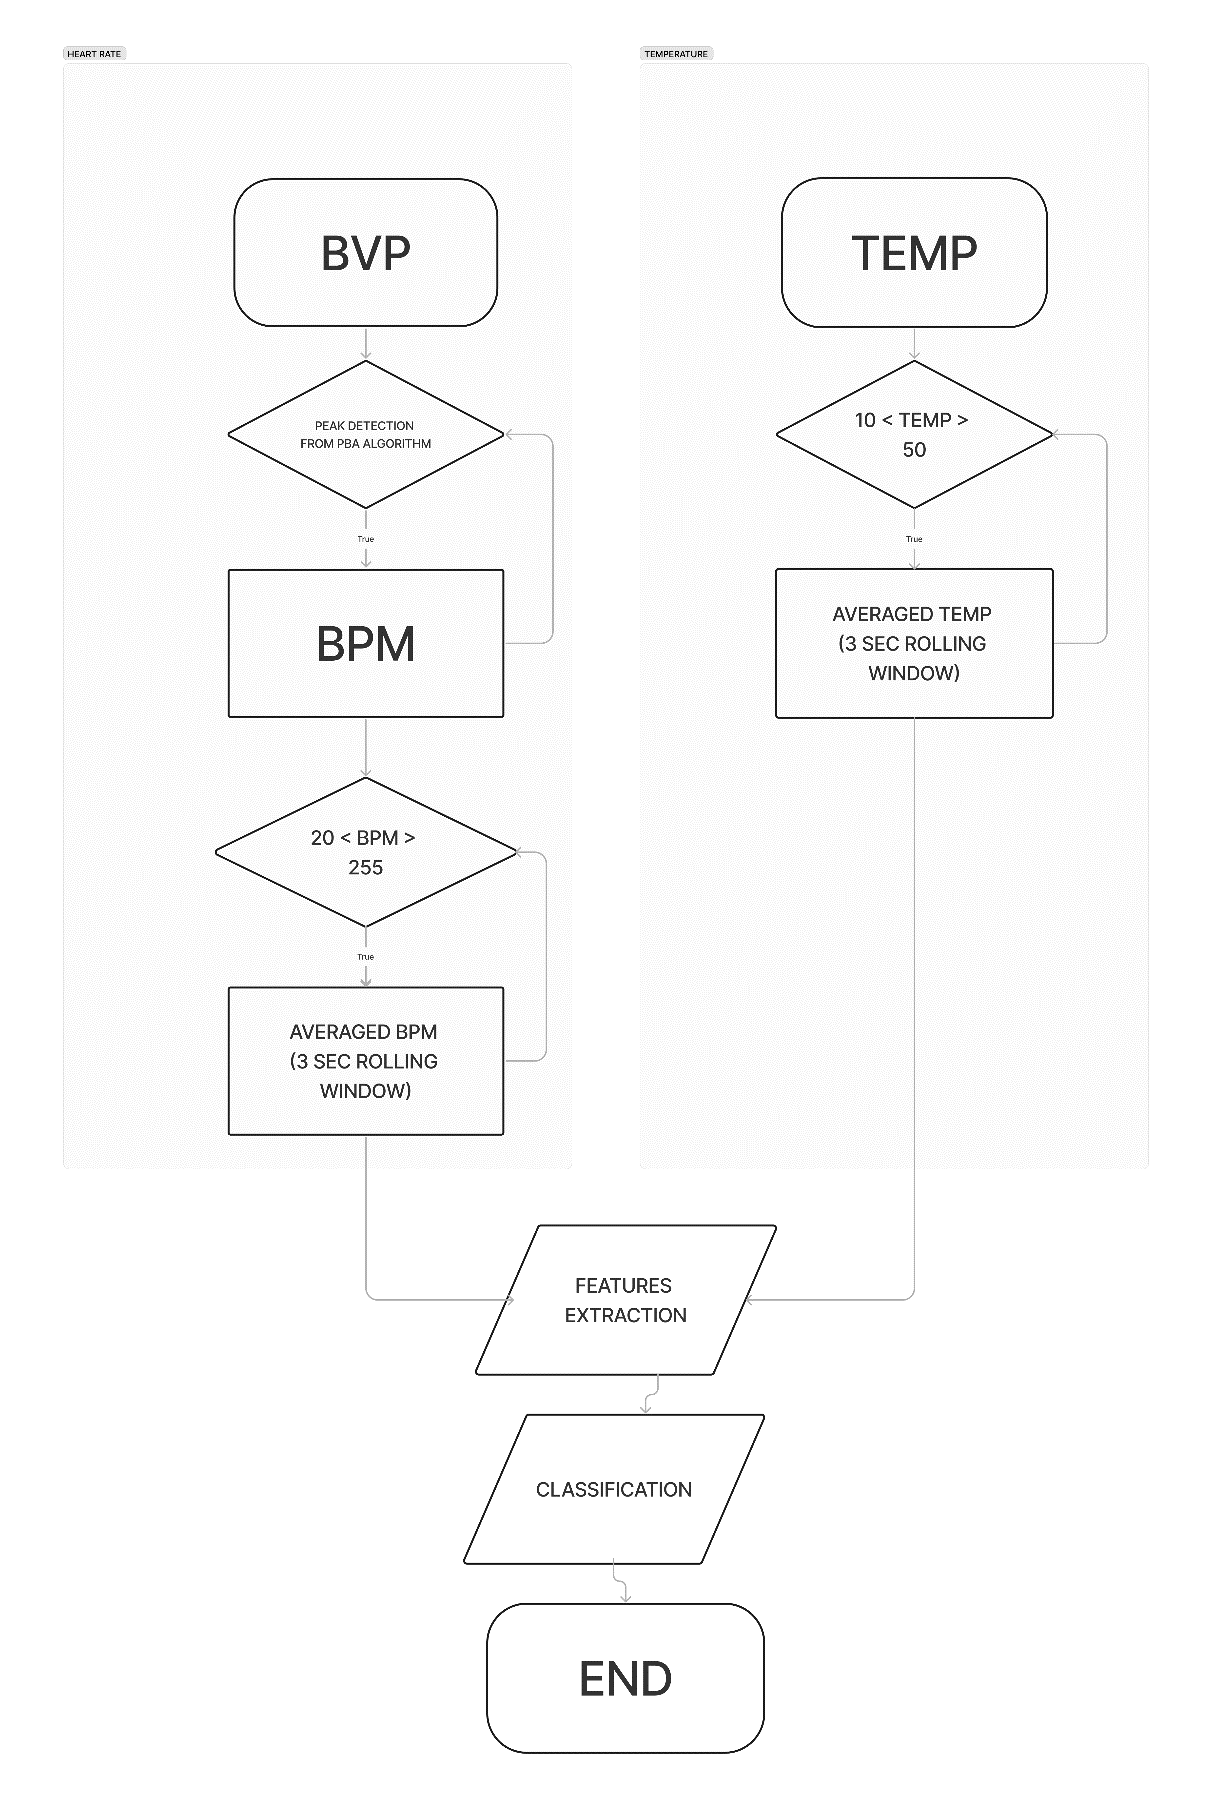 HEART RATE
BVP
PEAK DETECTION
FROM PBA ALGORITHM
True
BPM
20 < BPM >
255
True
AVERAGED BPM
(3 SEC ROLLING
WINDOW)
TEMPERATURE
TEMP
10 < TEMP >
50
True
AVERAGED TEMP
(3 SEC ROLLING
WINDOW)
FEATURES
EXTRACTION
CLASSIFICATION
END